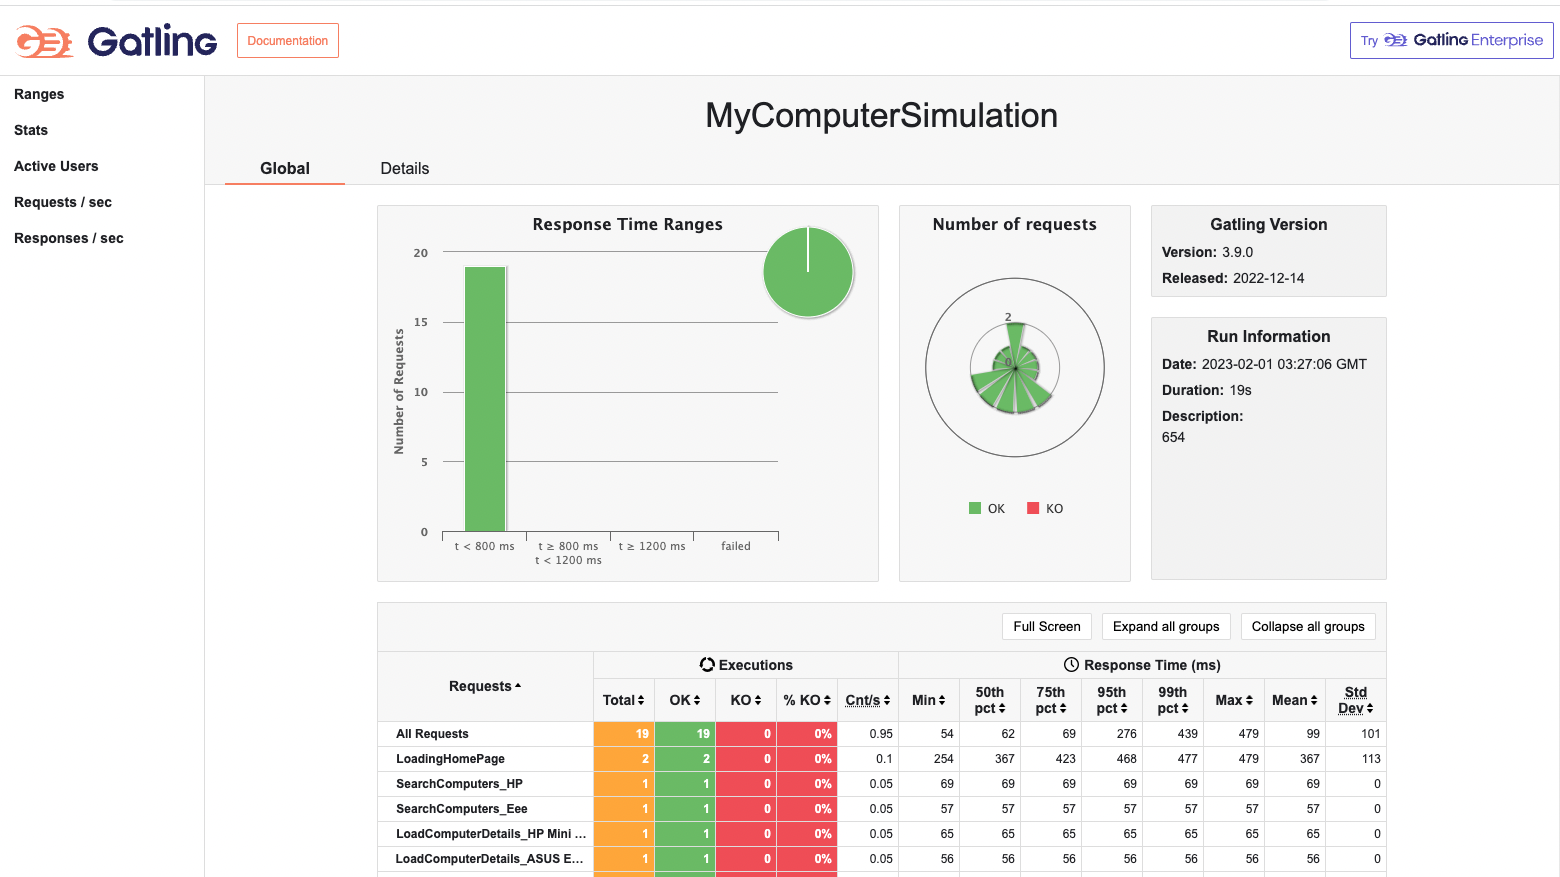 Gatling
Documentation
Try Gatling Enterprise
Ranges
Stats
Active Users
Requests / sec
Responses / sec
MyComputerSimulation
Global
Details
Response Time Ranges
Number of Requests
20
15
10
5
0
t < 800 ms
t ≥ 800 ms
t < 1200 ms
t ≥ 1200 ms
failed
Number of requests
2
0
OK
KO
Gatling Version
Version: 3.9.0
Released: 2022-12-14
Run Information
Date: 2023-02-01 03:27:06 GMT
Duration: 19s
Description:
654
Full Screen Expand all groups Collapse all groups
Requests
Executions Response Time (ms)
Total OK KO % KO Cnt/s Min 50th pct 75th pct 95th pct 99th pct Max Mean Std Dev
All Requests 19 19 0 0% 0.95 54 62 69 276 439 479 99 101
LoadingHomePage 2 2 0 0% 0.1 254 367 423 468 477 479 367 113
SearchComputers_HP 1 1 0 0% 0.05 69 69 69 69 69 69 69 0
SearchComputers_Eee 1 1 0 0% 0.05 57 57 57 57 57 57 57 0
LoadComputerDetails_HP Mini ... 1 1 0 0% 0.05 65 65 65 65 65 65 65 0
LoadComputerDetails_ASUS E... 1 1 0 0% 0.05 56 56 56 56 56 56 56 0